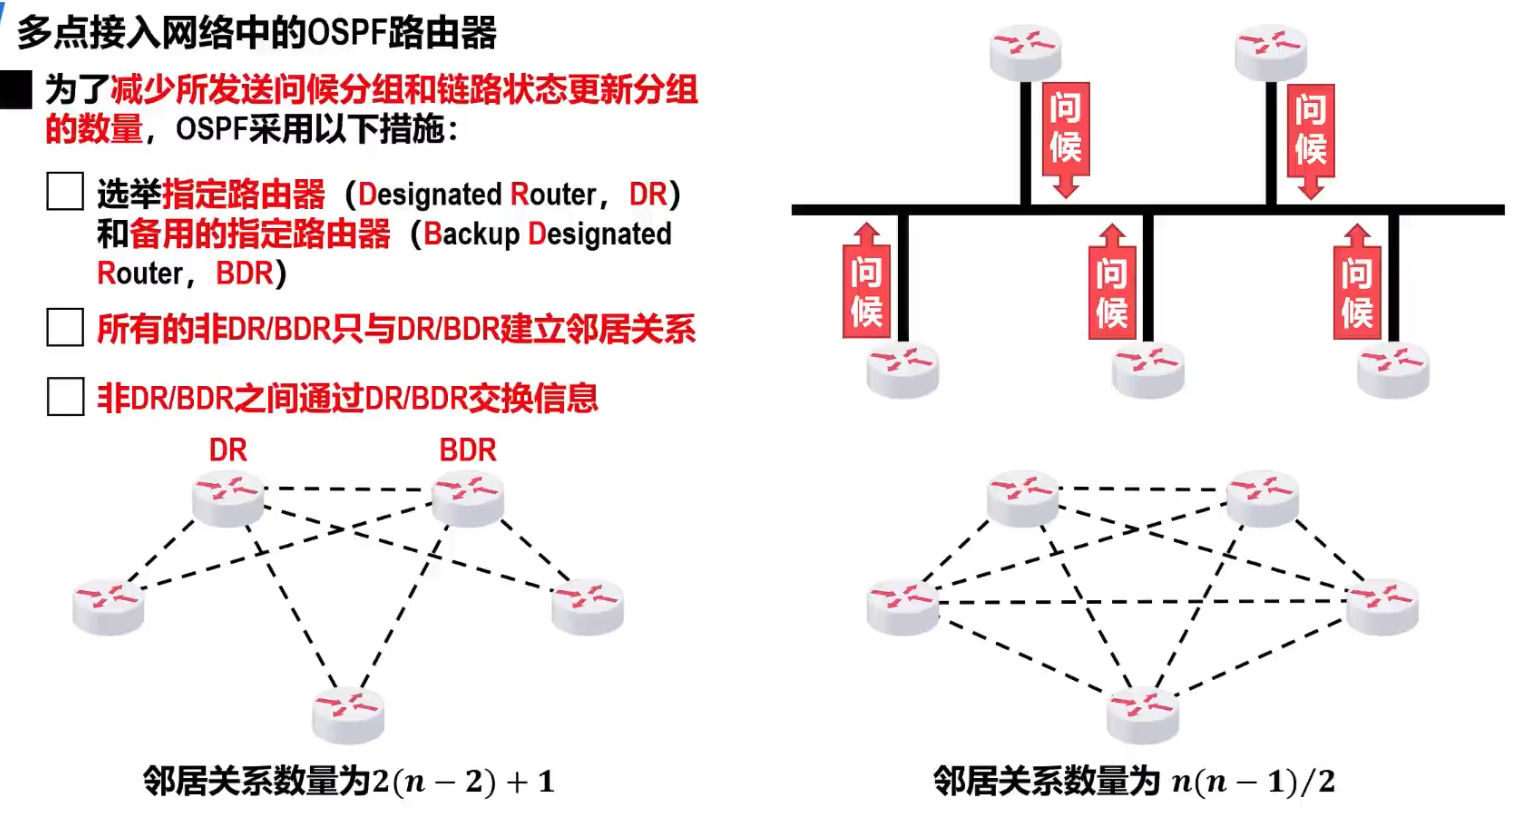 多点接入网络中的OSPF路由器
为了减少所发送问候分组和链路状态更新分组
的数量，OSPF采用以下措施：
选举指定路由器（Designated Router，DR）
和备用的指定路由器（Backup Designated
Router，BDR）
所有的非DR/BDR只与DR/BDR建立邻居关系
非DR/BDR之间通过DR/BDR交换信息
DR
BDR
邻居关系数量为2(n − 2) + 1
问候
问候
问候
问候
问候
邻居关系数量为 n(n − 1)/2